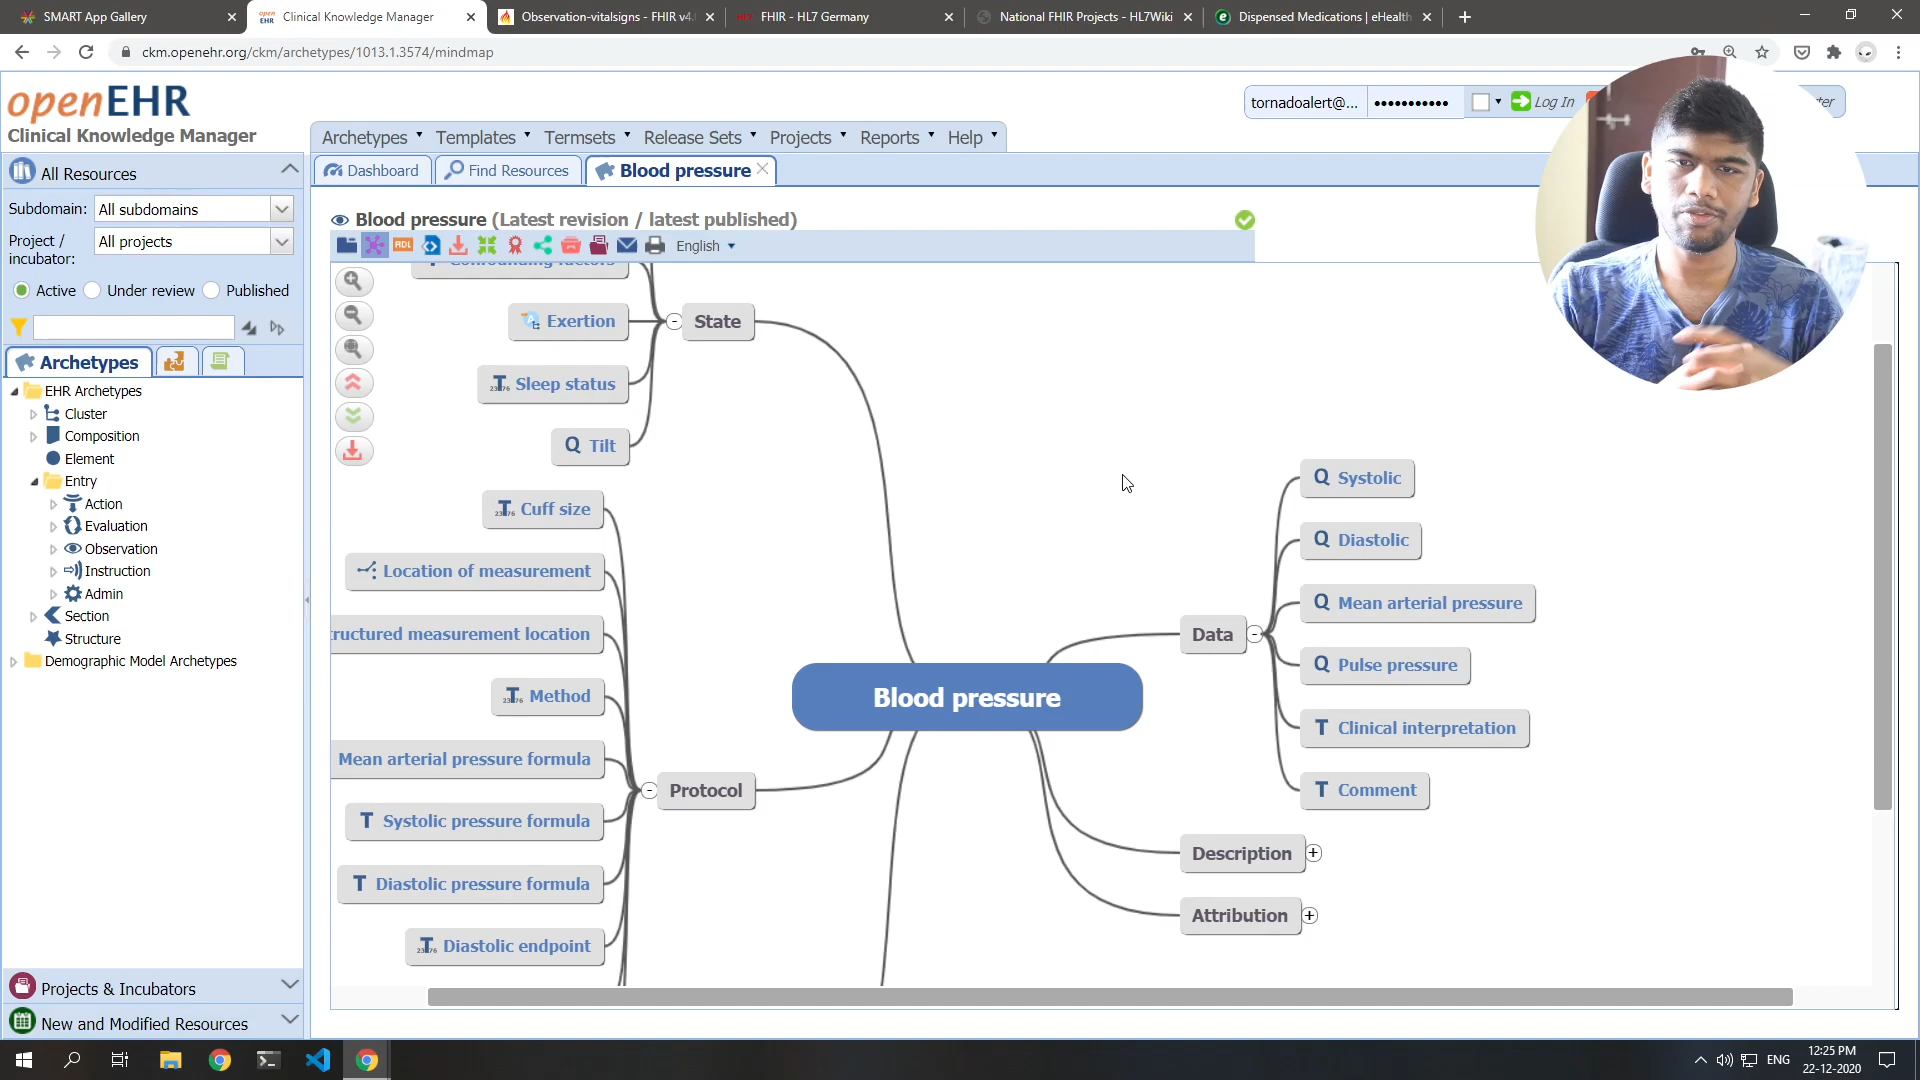 SMART App Gallery
Clinical Knowledge Manager
Observation-vitalsigns - FHIR v4.
FHIR - HL7 Germany
National FHIR Projects - HL7Wiki
Dispensed Medications | eHealth
ckm.openehr.org/ckm/archetypes/1013.1.3574/mindmap
openEHR
Clinical Knowledge Manager
tornadoalert@...
Log In
Archetypes
Templates
Termsets
Release Sets
Projects
Reports
Help
All Resources
Dashboard
Find Resources
Blood pressure
Subdomain:
All subdomains
Project /
incubator:
All projects
Blood pressure (Latest revision / latest published)
ADL
English
Active
Under review
Published
Archetypes
EHR Archetypes
Cluster
Composition
Element
Entry
Action
Evaluation
Observation
Instruction
Admin
Section
Structure
Demographic Model Archetypes
Projects & Incubators
New and Modified Resources
Exertion
State
T Sleep status
Q Tilt
T Cuff size
Location of measurement
tructured measurement location
T Method
Mean arterial pressure formula
Protocol
T Systolic pressure formula
T Diastolic pressure formula
T Diastolic endpoint
Blood pressure
Data
Q Systolic
Q Diastolic
Q Mean arterial pressure
Q Pulse pressure
T Clinical interpretation
T Comment
Description
Attribution
ENG
12:25 PM
22-12-2020